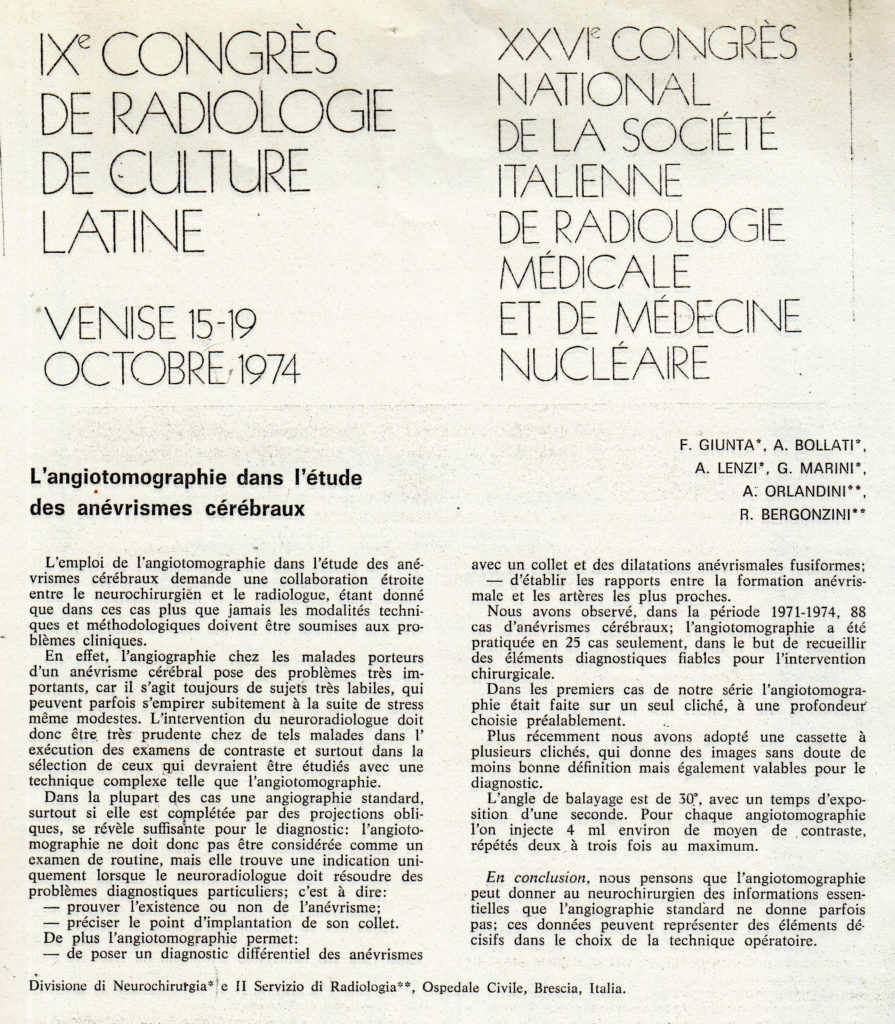 IXe CONGRÈS
DE RADIOLOGIE
DE CULTURE
LATINE
VENISE 15-19
OCTOBRE 1974
XXVIe CONGRÈS
NATIONAL
DE LA SOCIÉTÉ
ITALIENNE
DE RADIOLOGIE
MÉDICALE
ET DE MÉDECINE
NUCLÉAIRE
F. GIUNTA*, A. BOLLATI*,
A. LENZI*, G. MARINI*,
A. ORLANDINI**,
R. BERGONZINI**
L'angiotomographie dans l'étude
des anévrismes cérébraux
L'emploi de l'angiotomographie dans l'étude des ané-
vrismes cérébraux demande une collaboration étroite
entre le neurochirurgien et le radiologue, étant donné
que dans ces cas plus que jamais les modalités techni-
ques et méthodologiques doivent être soumises aux pro-
blèmes cliniques.
En effet, l'angiographie chez les malades porteurs
d'un anévrisme cérébral pose des problèmes très im-
portants, car il s'agit toujours de sujets très labiles, qui
peuvent parfois s'empirer subitement à la suite de stress
même modestes. L'intervention du neuroradiologue doit
donc être très prudente chez de tels malades dans l'
exécution des examens de contraste et surtout dans la
sélection de ceux qui devraient être étudiés avec une
technique complexe telle que l'angiotomographie.
Dans la plupart des cas une angiographie standard,
surtout si elle est complétée par des projections obli-
ques, se révèle suffisante pour le diagnostic: l'angioto-
mographie ne doit donc pas être considérée comme un
examen de routine, mais elle trouve une indication uni-
quement lorsque le neuroradiologue doit résoudre des
problèmes diagnostiques particuliers; c'est à dire:
— prouver l'existence ou non de l'anévrisme;
— préciser le point d'implantation de son collet.
De plus l'angiotomographie permet:
— de poser un diagnostic différentiel des anévrismes
avec un collet et des dilatations anévrismales fusiformes;
— d'établir les rapports entre la formation anévris-
male et les artères les plus proches.
Nous avons observé, dans la période 1971-1974, 88
cas d'anévrismes cérébraux; l'angiotomographie a été
pratiquée en 25 cas seulement, dans le but de recueillir
des éléments diagnostiques fiables pour l'intervention
chirurgicale.
Dans les premiers cas de notre série l'angiotomogra-
phie était faite sur un seul cliché, à une profondeur
choisie préalablement.
Plus récemment nous avons adopté une cassette à
plusieurs clichés, qui donne des images sans doute de
moins bonne définition mais également valables pour le
diagnostic.
L'angle de balayage est de 30°, avec un temps d'expo-
sition d'une seconde. Pour chaque angiotomographie
l'on injecte 4 ml environ de moyen de contraste,
répétés deux à trois fois au maximum.
En conclusion, nous pensons que l'angiotomographie
peut donner au neurochirurgien des informations essen-
tielles que l'angiographie standard ne donne parfois
pas; ces données peuvent représenter des éléments dé-
cisifs dans le choix de la technique opératoire.
Divisione di Neurochirurgia* e II Servizio di Radiologia**, Ospedale Civile, Brescia, Italia.